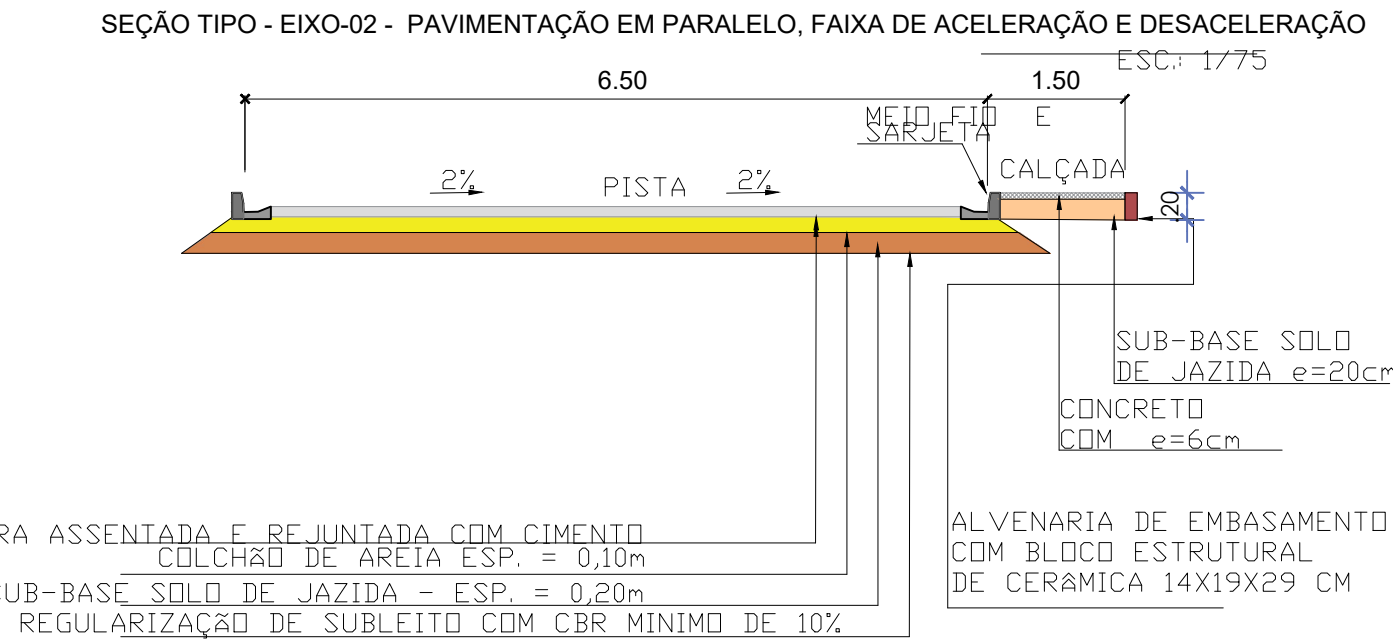 SEÇÃO TIPO - EIXO-02 - PAVIMENTAÇÃO EM PARALELO, FAIXA DE ACELERAÇÃO E DESACELERAÇÃO
ESC.: 1/75
6.50
1.50
MEIO FIO E
SARJETA
CALÇADA
2%
PISTA
2%
20
SUB-BASE SOLO
DE JAZIDA e=20cm
CONCRETO
COM e=6cm
RA ASSENTADA E REJUNTADA COM CIMENTO
COLCHãO DE AREIA ESP. = 0,10m
SUB-BASE SOLO DE JAZIDA - ESP. = 0,20m
REGULARIZAÇãO DE SUBLEITO COM CBR MINIMO DE 10%
ALVENARIA DE EMBASAMENTO
COM BLOCO ESTRUTURAL
DE CERâMICA 14X19X29 CM